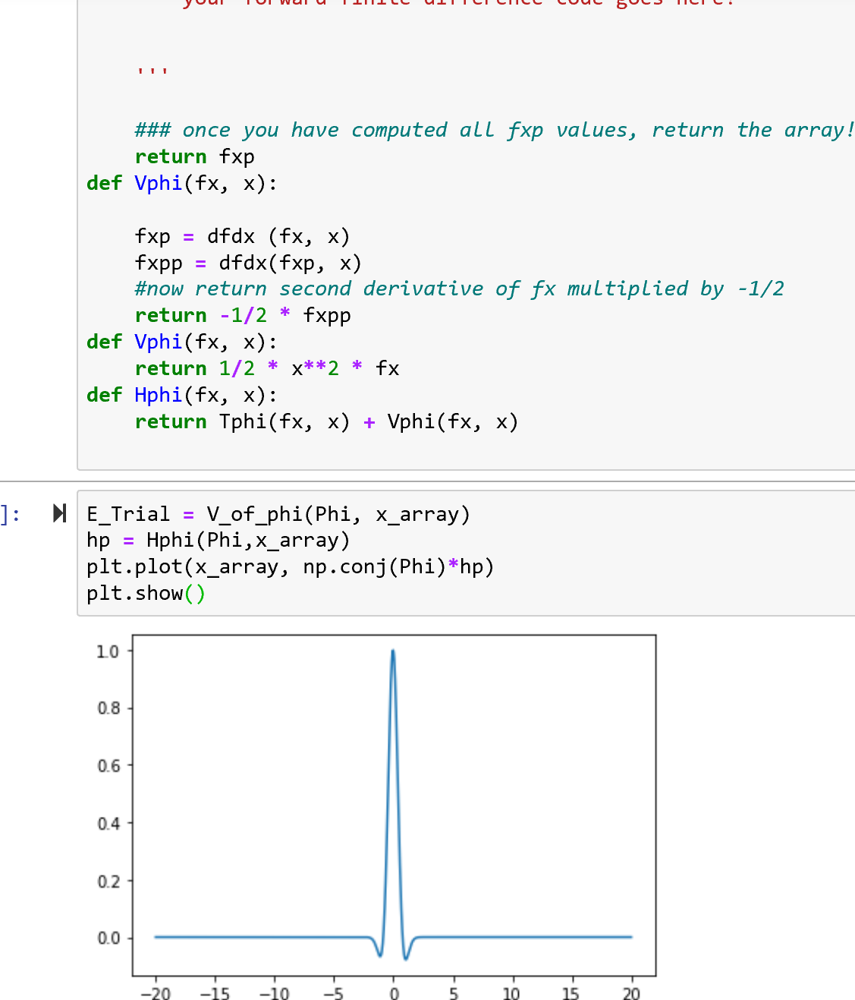 your forward finite difference code goes here!
'''
### once you have computed all fxp values, return the array!
return fxp
def Vphi(fx, x):
fxp = dfdx (fx, x)
fxpp = dfdx(fxp, x)
#now return second derivative of fx multiplied by -1/2
return -1/2 * fxpp
def Vphi(fx, x):
return 1/2 * x**2 * fx
def Hphi(fx, x):
return Tphi(fx, x) + Vphi(fx, x)
]:
E_Trial = V_of_phi(Phi, x_array)
hp = Hphi(Phi,x_array)
plt.plot(x_array, np.conj(Phi)*hp)
plt.show()
1.0
0.8
0.6
0.4
0.2
0.0
−20 −15 −10 −5 0 5 10 15 20